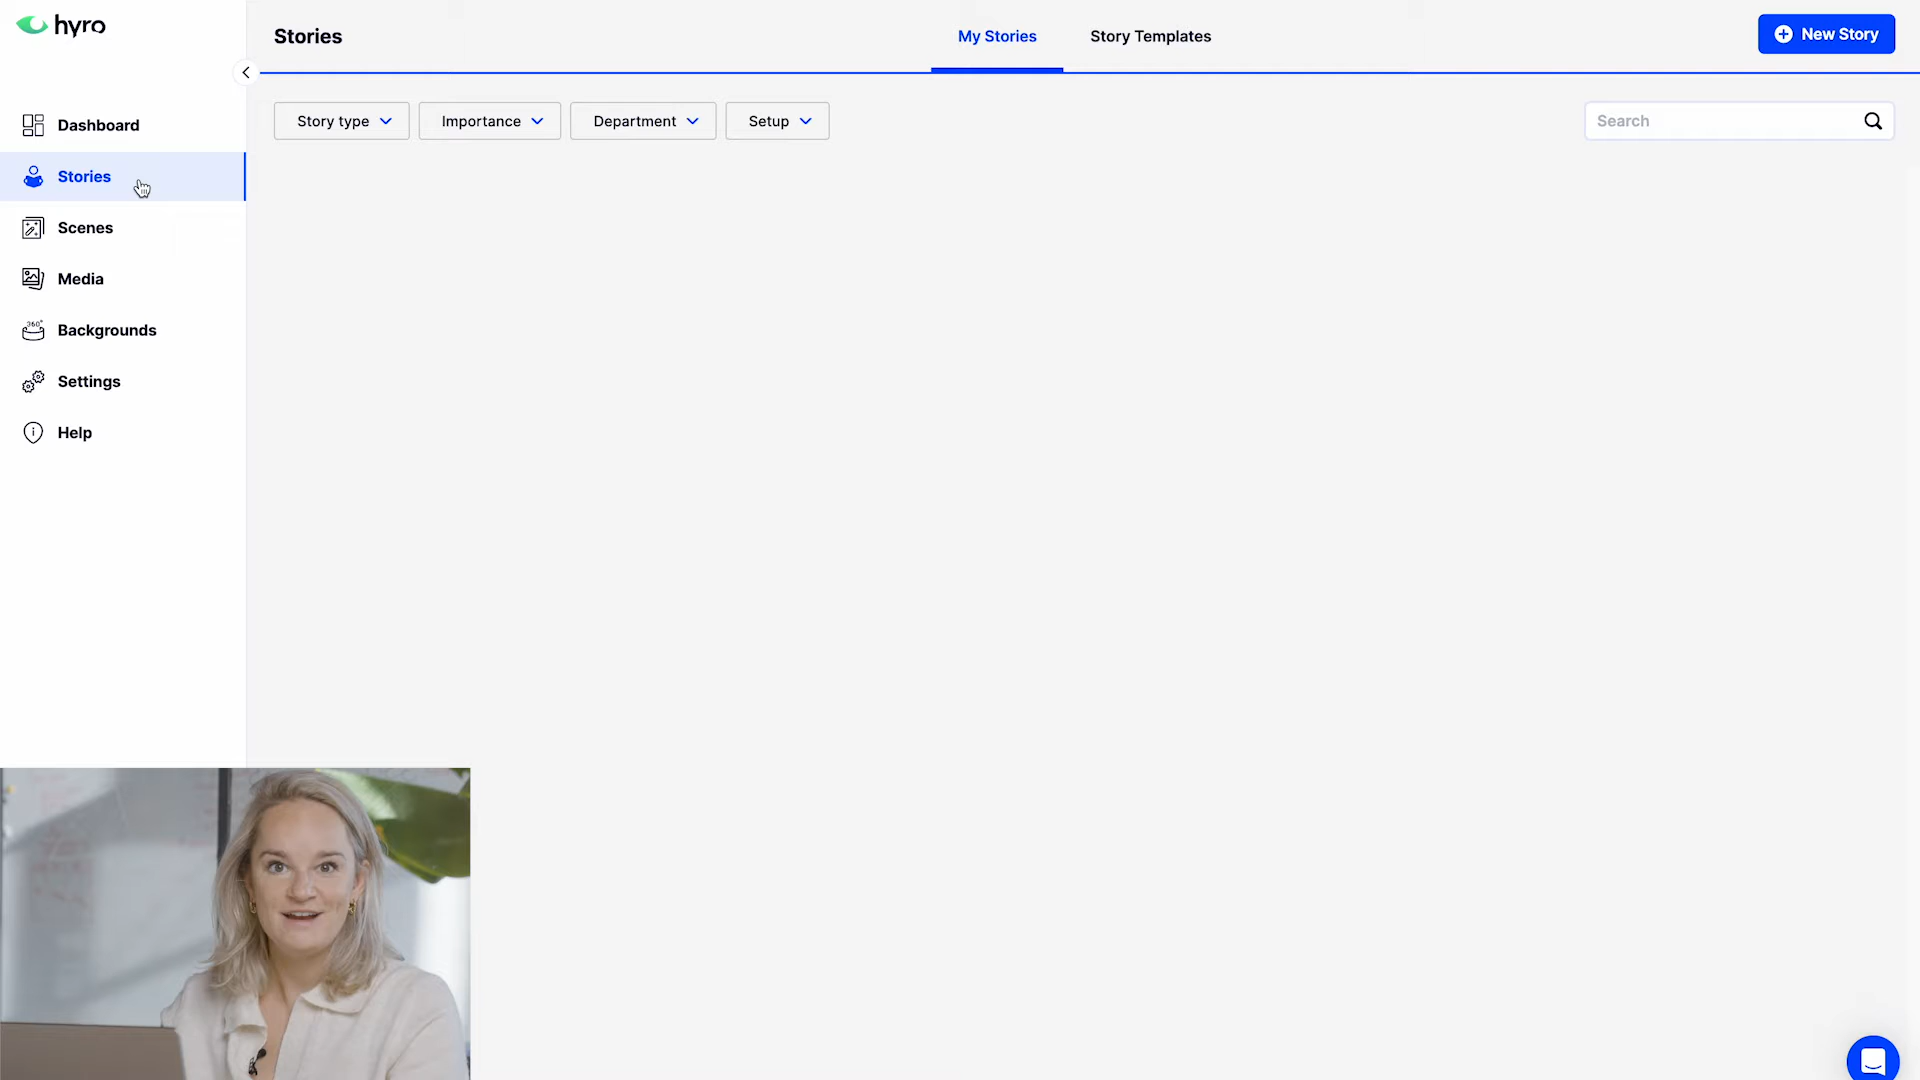 hyro
Stories
My Stories
Story Templates
New Story
Story type
Importance
Department
Setup
Search
Dashboard
Stories
Scenes
Media
360°
Backgrounds
Settings
Help